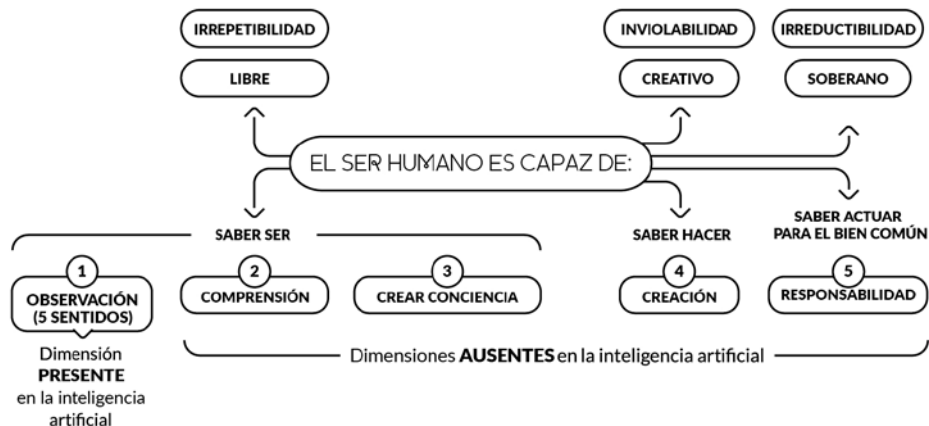 IRREPETIBILIDAD
INVIOLABILIDAD
IRREDUCTIBILIDAD
LIBRE
CREATIVO
SOBERANO
EL SER HUMANO ES CAPAZ DE:
SABER SER
SABER HACER
SABER ACTUAR
PARA EL BIEN COMÚN
1
OBSERVACIÓN
(5 SENTIDOS)
2
COMPRENSIÓN
3
CREAR CONCIENCIA
4
CREACIÓN
5
RESPONSABILIDAD
Dimensión
PRESENTE
en la inteligencia
artificial
Dimensiones AUSENTES en la inteligencia artificial